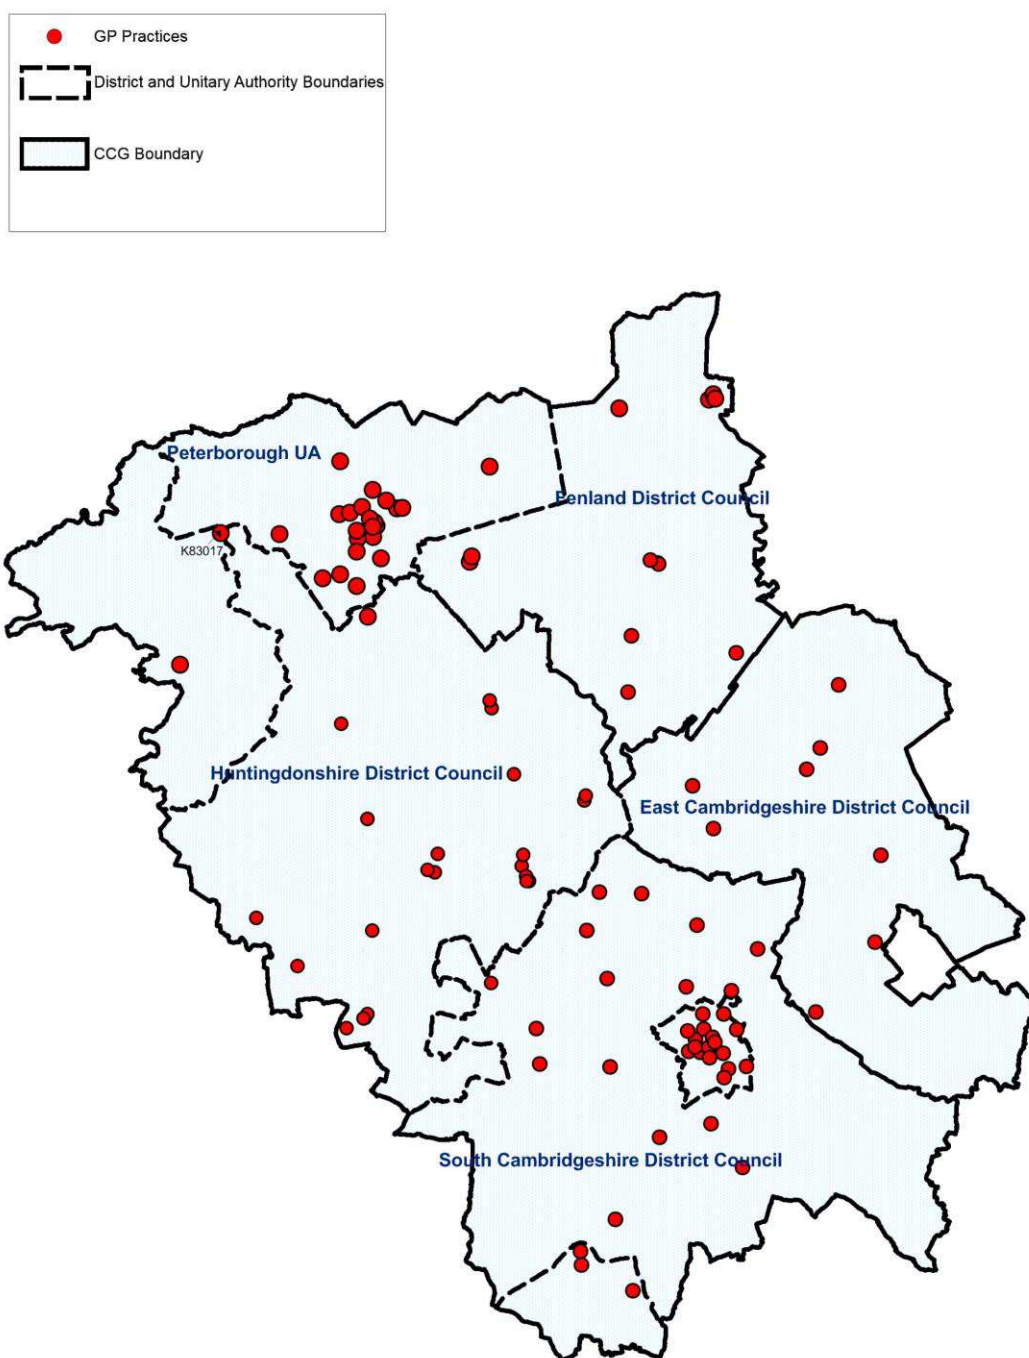 GP Practices
District and Unitary Authority Boundaries
CCG Boundary
Peterborough UA
Fenland District Council
K83017
Huntingdonshire District Council
East Cambridgeshire District Council
South Cambridgeshire District Council